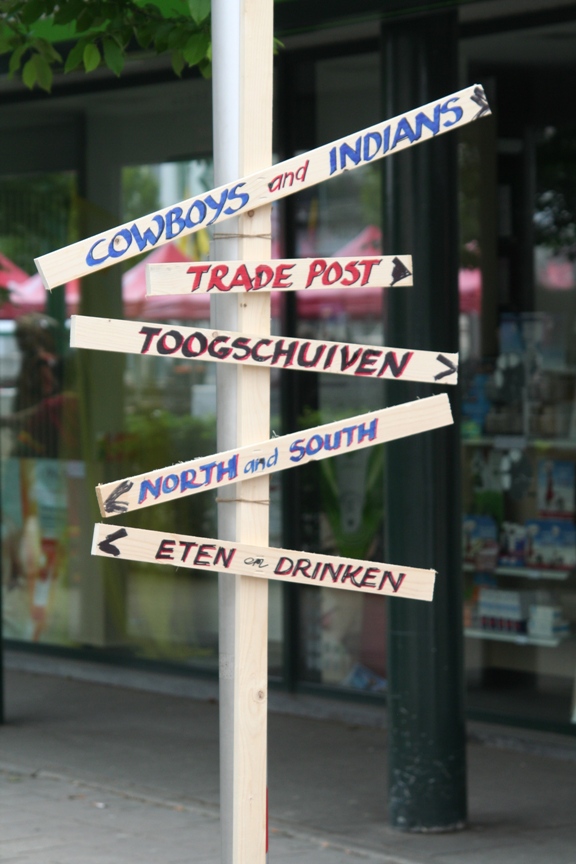 COWBOYS and INDIANS
TRADE POST
TOOGSCHUIVEN
NORTH and SOUTH
ETEN en DRINKEN